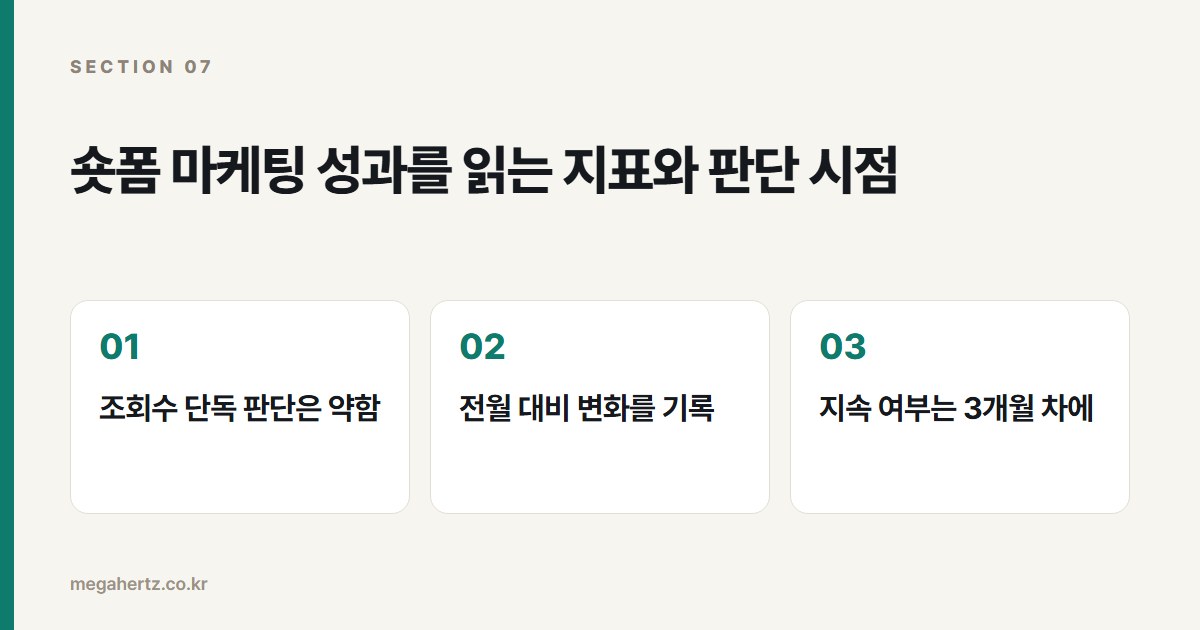 SECTION 07
숏폼 마케팅 성과를 읽는 지표와 판단 시점
01
조회수 단독 판단은 약함
02
전월 대비 변화를 기록
03
지속 여부는 3개월 차에
megahertz.co.kr